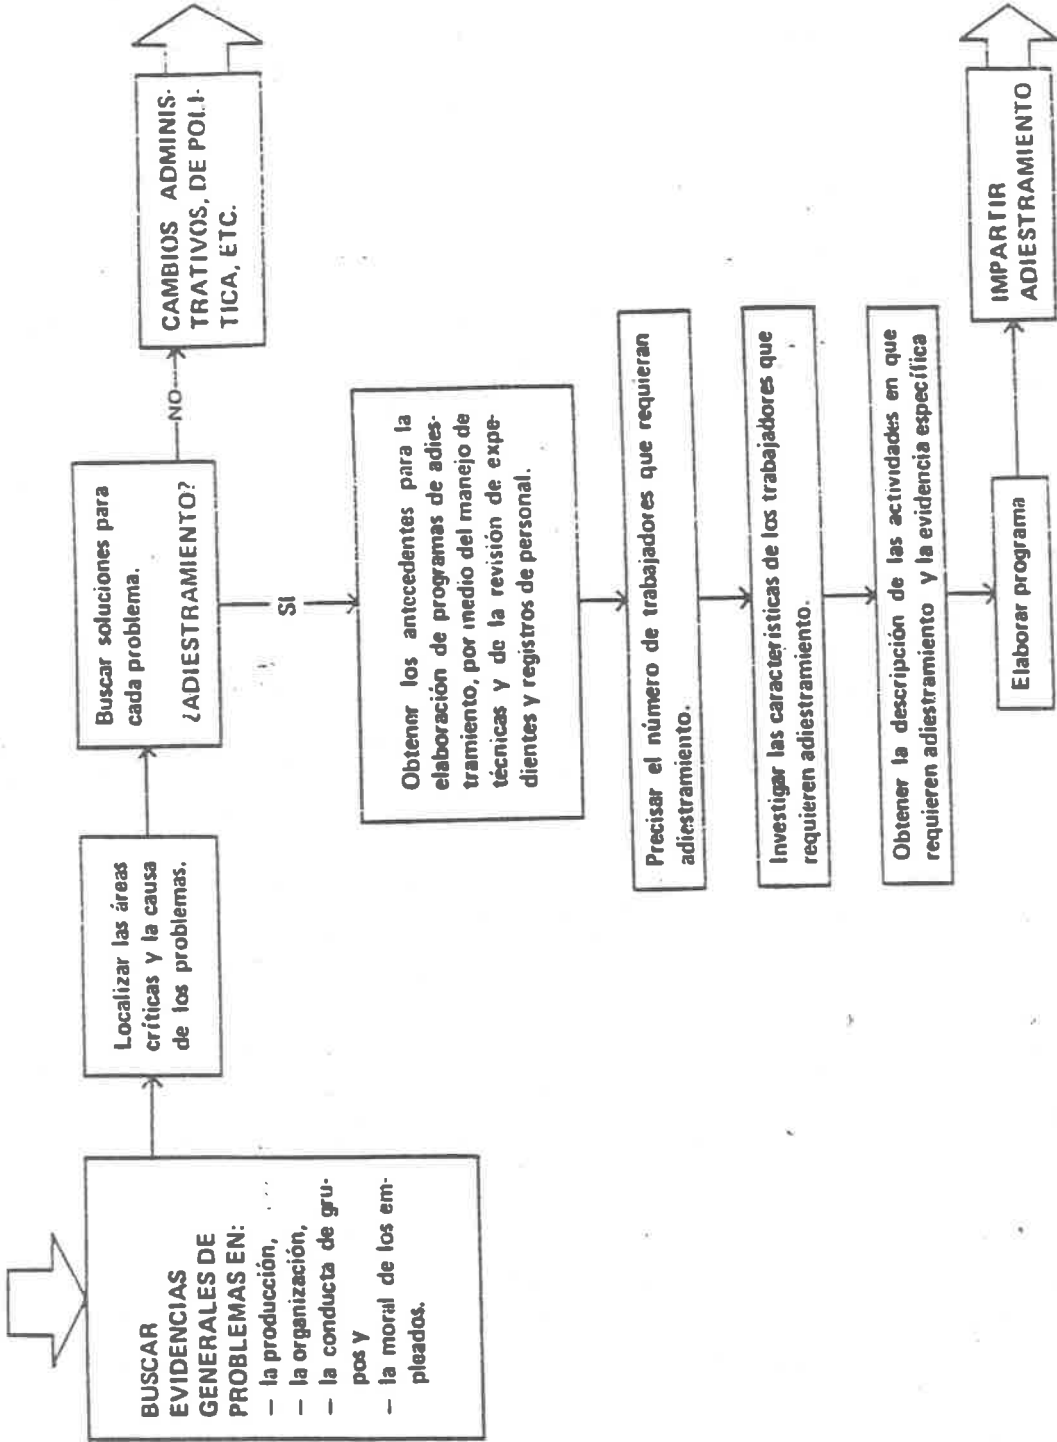 BUSCAR
EVIDENCIAS
GENERALES DE
PROBLEMAS EN:
— la producción,
— la organización,
— la conducta de gru-
pos y
— la moral de los em-
pleados.
Localizar las áreas
críticas y la causa
de los problemas.
Buscar soluciones para
cada problema.
¿ADIESTRAMIENTO?
NO
CAMBIOS ADMINIS-
TRATIVOS, DE POLI-
TICA, ETC.
SI
Obtener los antecedentes para la
elaboración de programas de adies-
tramiento, por medio del manejo de
técnicas y de la revisión de expe-
dientes y registros de personal.
Precisar el número de trabajadores que requieran
adiestramiento.
Investigar las características de los trabajadores que
requieren adiestramiento.
Obtener la descripción de las actividades en que
requieren adiestramiento y la evidencia específica
Elaborar programa
IMPARTIR
ADIESTRAMIENTO